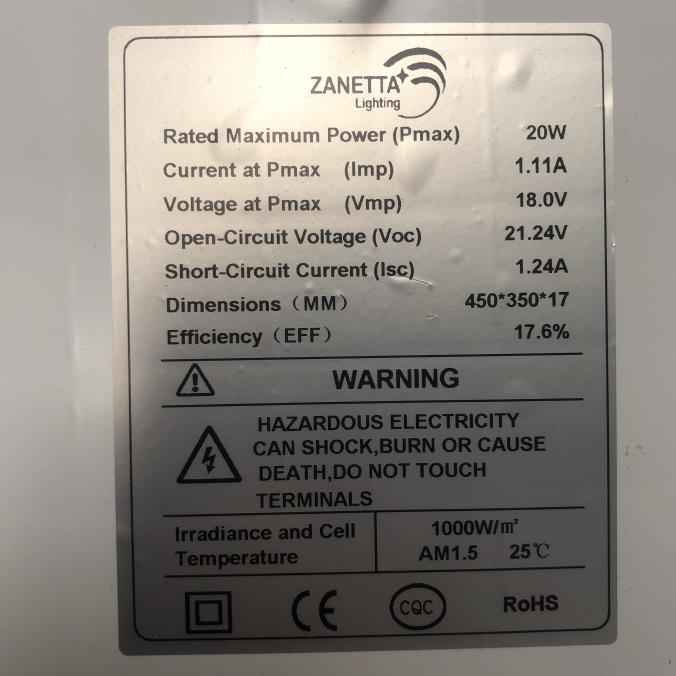 ZANETTA
Lighting
Rated Maximum Power (Pmax) 20W
Current at Pmax (Imp) 1.11A
Voltage at Pmax (Vmp) 18.0V
Open-Circuit Voltage (Voc) 21.24V
Short-Circuit Current (Isc) 1.24A
Dimensions（MM） 450*350*17
Efficiency（EFF） 17.6%
WARNING
HAZARDOUS ELECTRICITY
CAN SHOCK,BURN OR CAUSE
DEATH,DO NOT TOUCH
TERMINALS
Irradiance and Cell 1000W/㎡
Temperature AM1.5 25℃
CE CQC RoHS